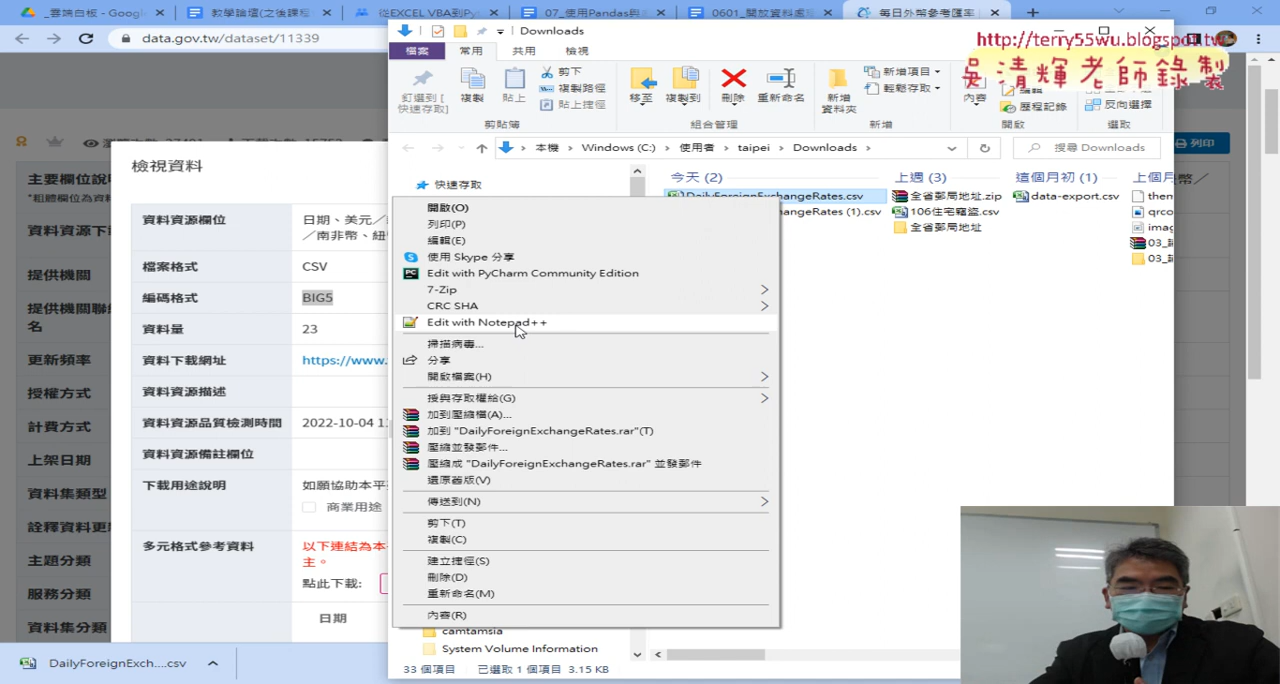 _雲端白板 - Google
教學論壇(之後課程
從EXCEL VBA到Py
07_使用Pandas與
0601_開放資料處
每日外幣參考匯率
data.gov.tw/dataset/11339
http://terry55wu.blogspot.tw
吳清輝老師錄製
Downloads
檔案
常用
共用
檢視
釘選到 [
快速存取]
複製
貼上
剪下
複製路徑
貼上捷徑
移至
複製到
刪除
重新命名
新增
資料夾
新增項目
輕鬆存取
內容
編輯
歷程記錄
反向選擇
剪貼簿
組合管理
新增
開啟
選取
本機 › Windows (C:) › 使用者 › taipei › Downloads ›
搜尋 Downloads
列印
檢視資料
快速存取
今天 (2)
上週 (3)
這個月初 (1)
DailyForeignExchangeRates.csv
angeRates (1).csv
全省郵局地址.zip
106住宅竊盜.csv
全省郵局地址
data-export.csv
then
qrco
imag
主要欄位說明
資料資源下
提供機關
提供機關聯絡
名
更新頻率
授權方式
計費方式
上架日期
資料集類型
詮釋資料更
主題分類
服務分類
資料集分類
資料資源欄位
日期、美元／
／南非幣、紐
檔案格式
CSV
編碼格式
BIG5
資料量
23
資料下載網址
https://www.
資料資源描述
資料資源品質檢測時間
2022-10-04 1
資料資源備註欄位
下載用途說明
如願協助本平
商業用途
多元格式參考資料
以下連結為本
主。
點此下載:
日期
開啟(O)
列印(P)
編輯(E)
使用 Skype 分享
Edit with PyCharm Community Edition
7-Zip
CRC SHA
Edit with Notepad++
掃描病毒...
分享
開啟檔案(H)
授與存取權給(G)
加到壓縮檔(A)...
加到 "DailyForeignExchangeRates.rar"(T)
壓縮並發郵件...
壓縮成 "DailyForeignExchangeRates.rar" 並發郵件
還原舊版(V)
傳送到(N)
剪下(T)
複製(C)
建立捷徑(S)
刪除(D)
重新命名(M)
內容(R)
camtamsia
System Volume Information
33 個項目
已選取 1 個項目 3.15 KB
DailyForeignExch....csv